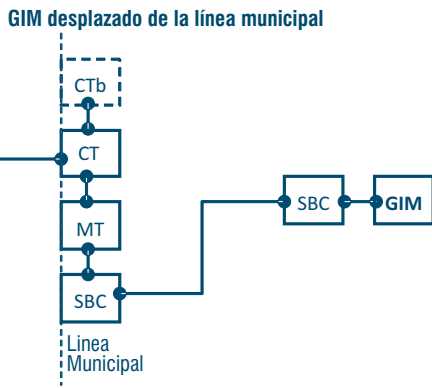 GIM desplazado de la línea municipal
CTb
CT
SBC
GIM
MT
SBC
Linea
Municipal